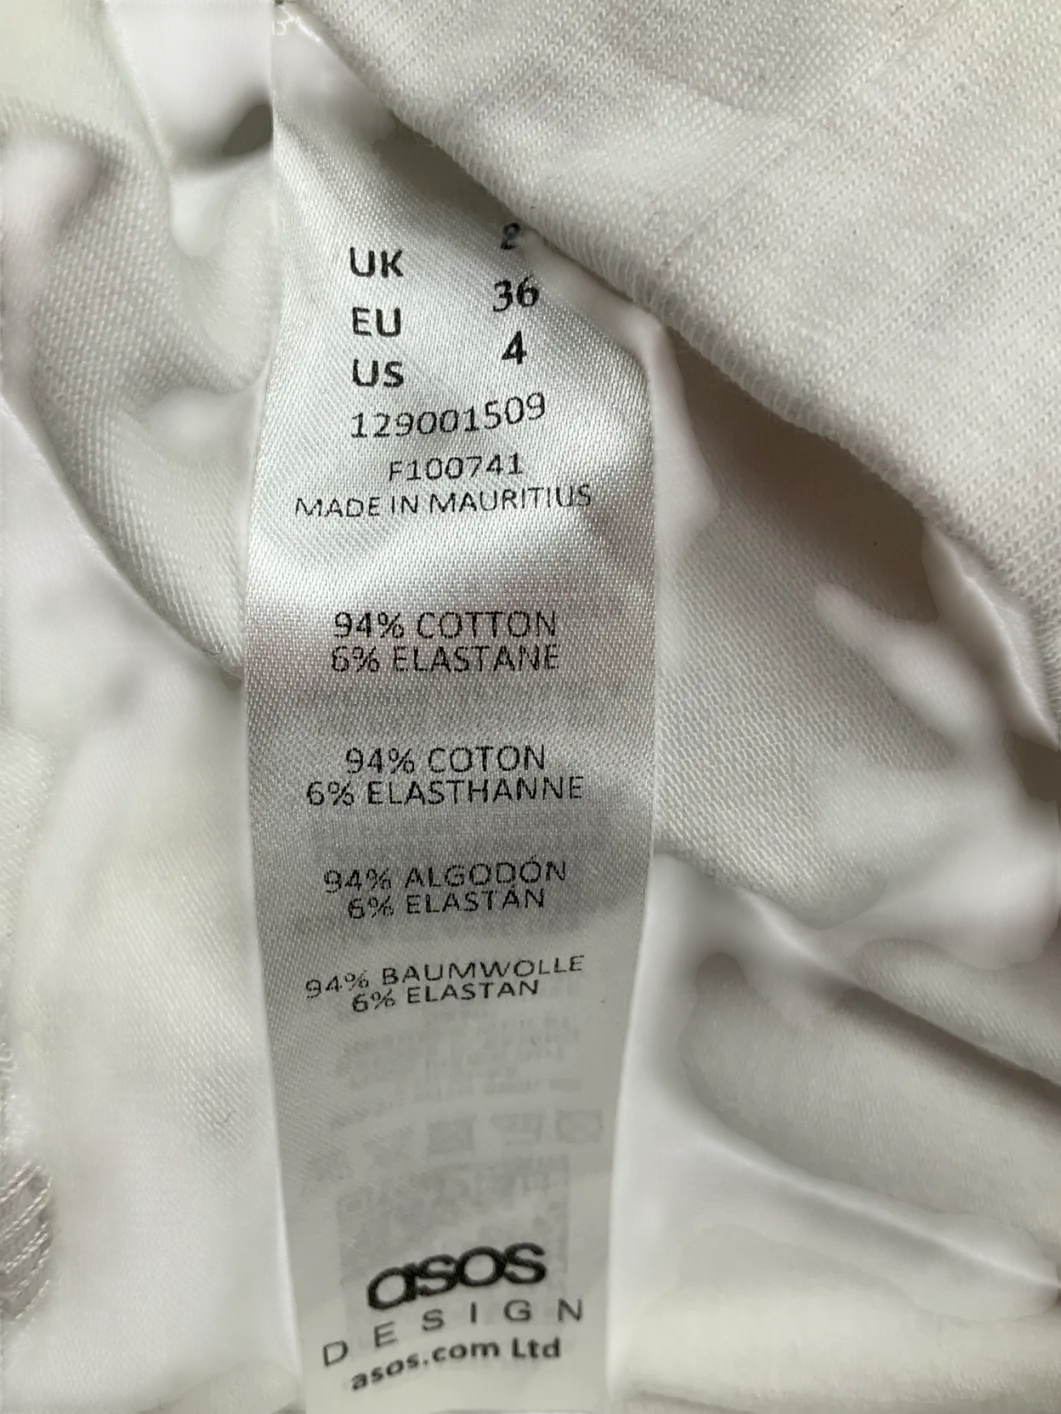 UK
EU 36
US 4
129001509
F100741
MADE IN MAURITIUS
94% COTTON
6% ELASTANE
94% COTON
6% ELASTHANNE
94% ALGODÓN
6% ELASTÁN
94% BAUMWOLLE
6% ELASTAN
asos
DESIGN
asos.com Ltd